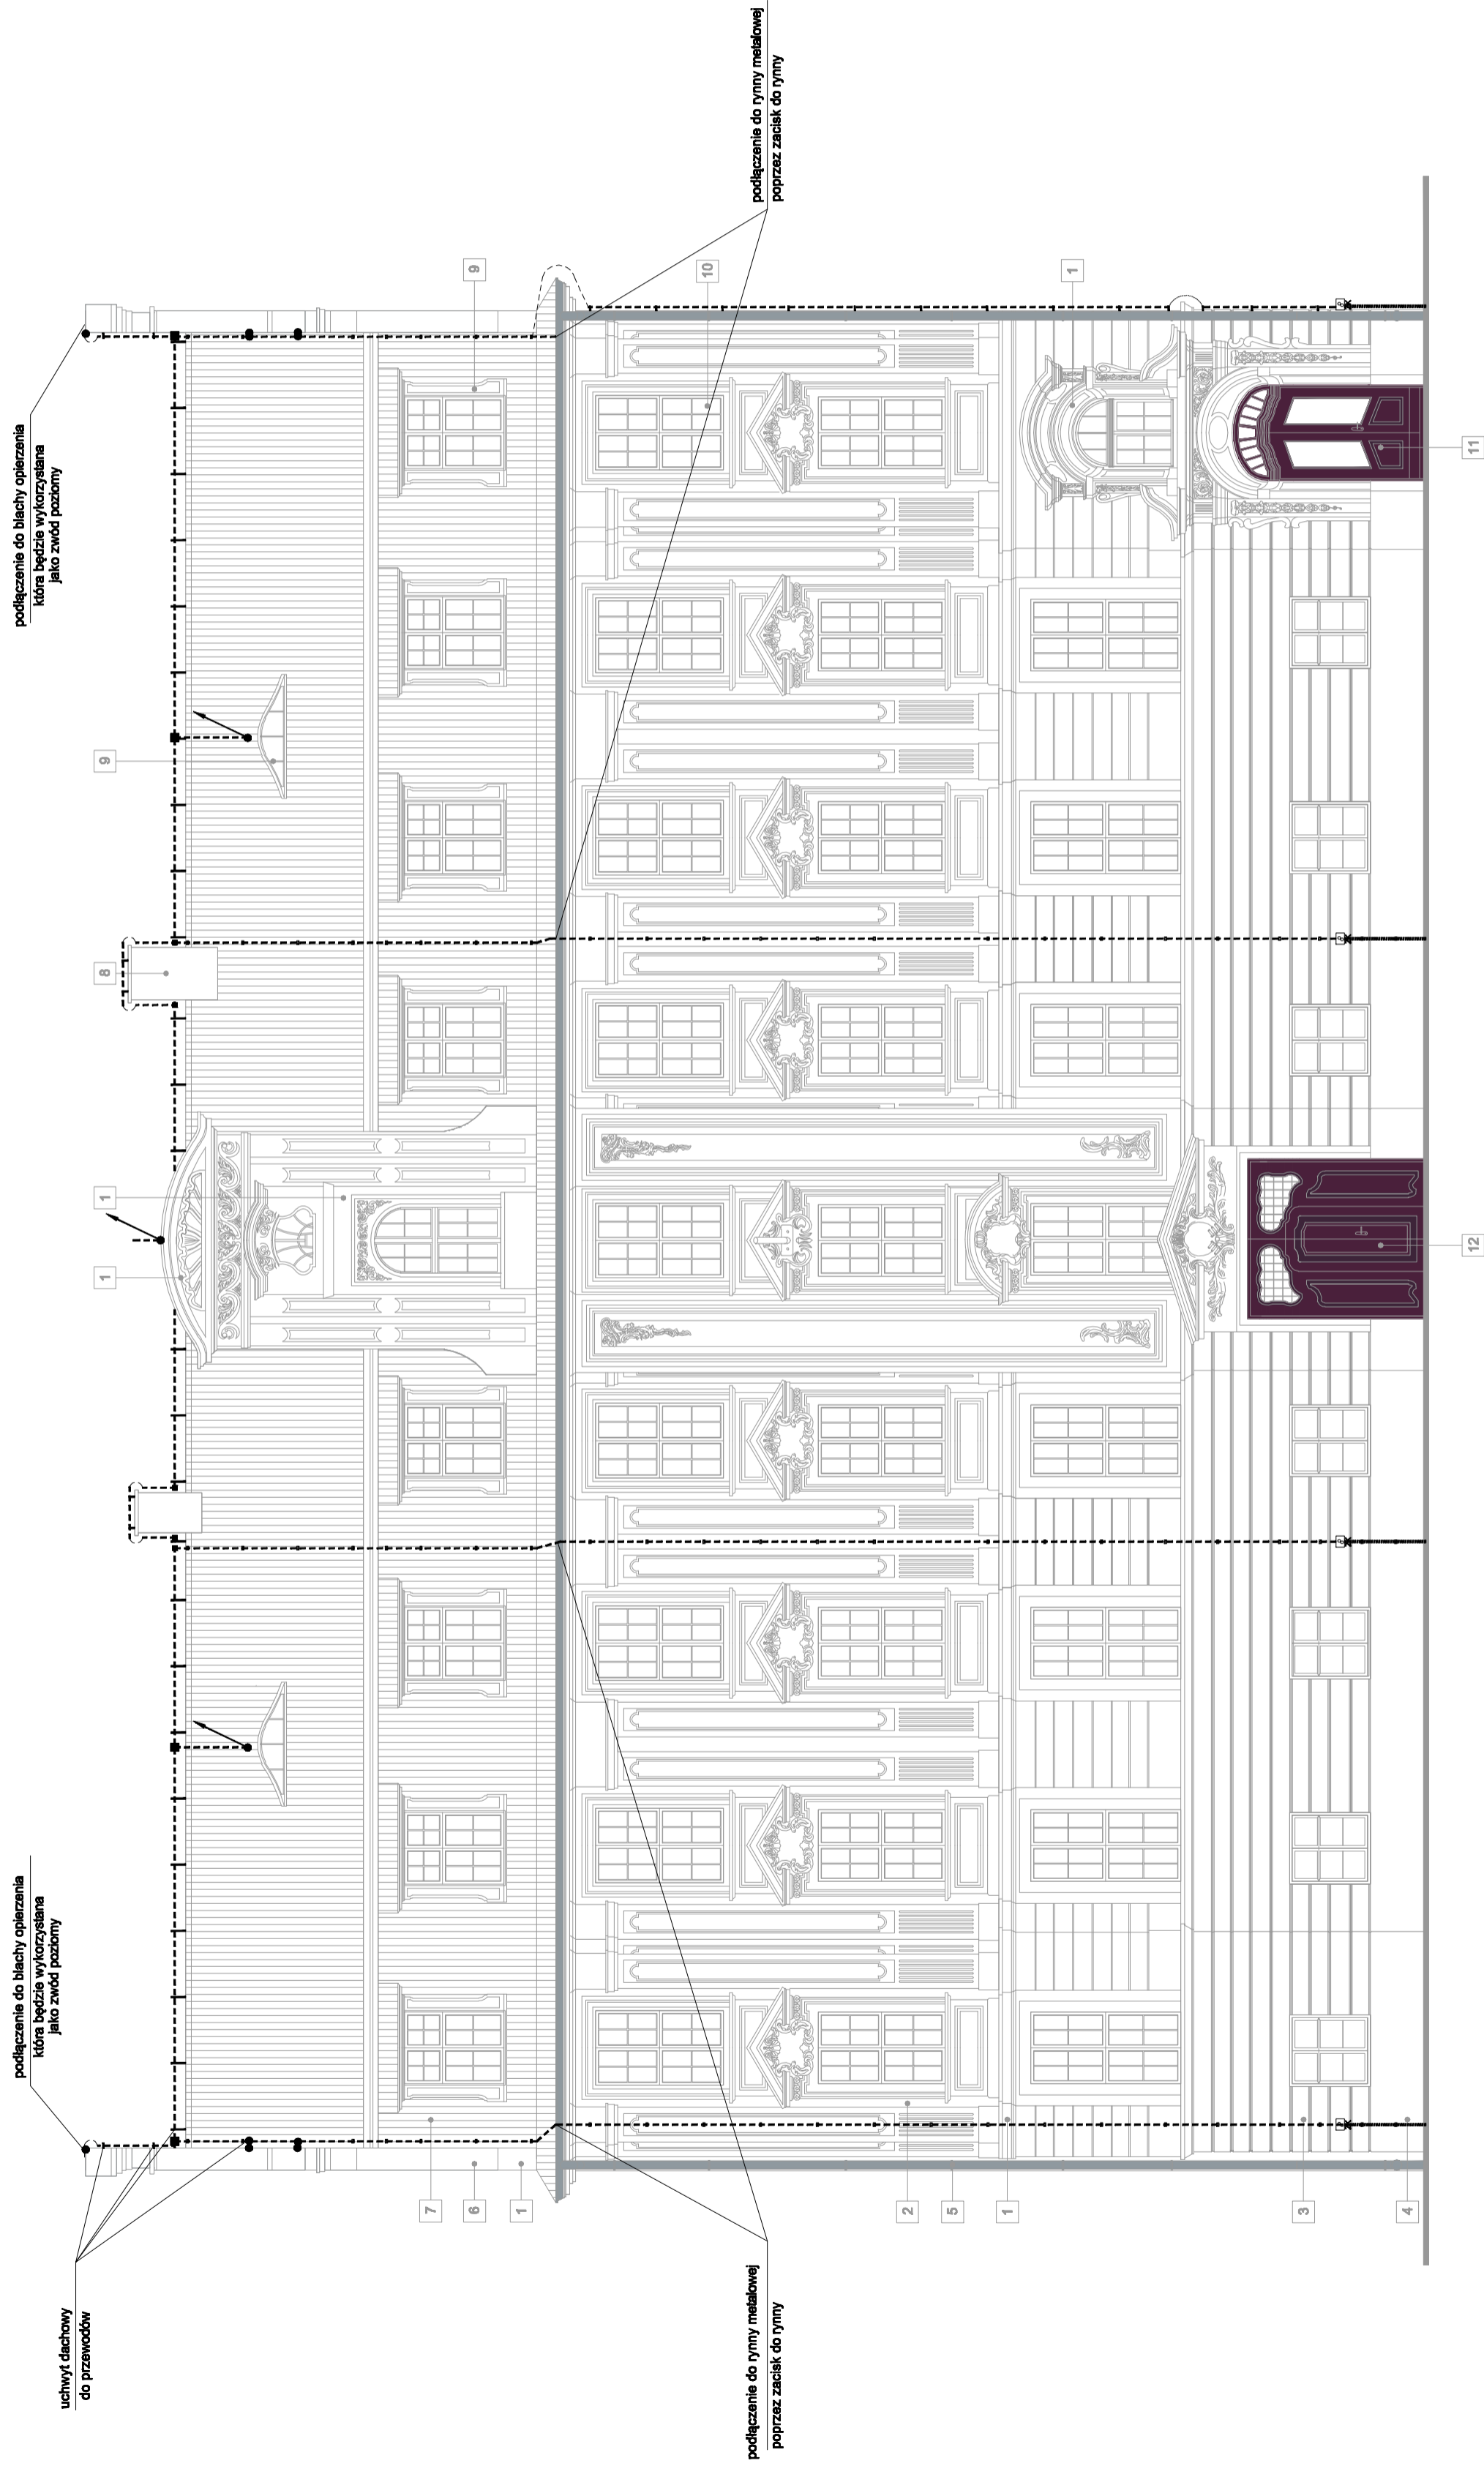 uchwyt dachowy
do przewodów
podłączenie do blachy opierzenia
która będzie wykorzystana
jako zwód poziomy
podłączenie do blachy opierzenia
która będzie wykorzystana
jako zwód poziomy
1
1
8
9
9
7
6
1
podłączenie do rynny metalowej
poprzez zacisk do rynny
podłączenie do rynny metalowej
poprzez zacisk do rynny
10
2
5
1
1
3
4
12
11